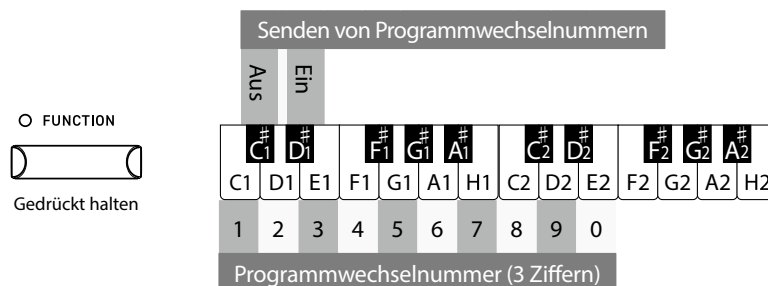 Senden von Programmwechselnummern
Aus Ein
FUNCTION
Gedrückt halten
C♯1 D♯1 F♯1 G♯1 A♯1 C♯2 D♯2 F♯2 G♯2 A♯2
C1 D1 E1 F1 G1 A1 H1 C2 D2 E2 F2 G2 A2 H2
1 2 3 4 5 6 7 8 9 0
Programmwechselnummer (3 Ziffern)